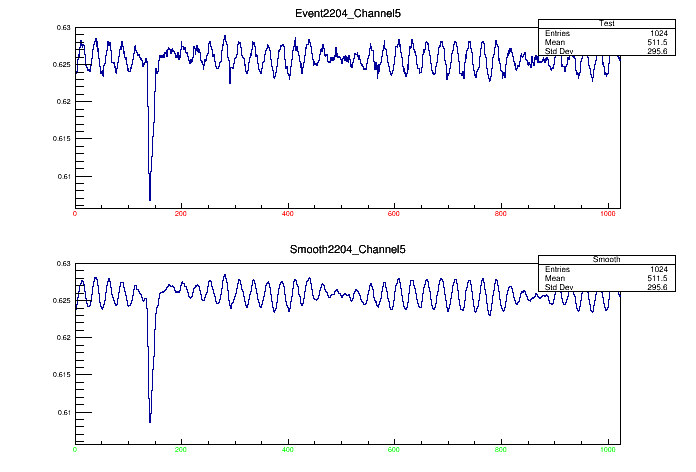 Event2204_Channel5
Test
Entries 1024
Mean 511.5
Std Dev 295.6
0.63
0.625
0.62
0.615
0.61
0 200 400 600 800 1000
Smooth2204_Channel5
Smooth
Entries 1024
Mean 511.5
Std Dev 295.6
0.63
0.625
0.62
0.615
0.61
0 200 400 600 800 1000